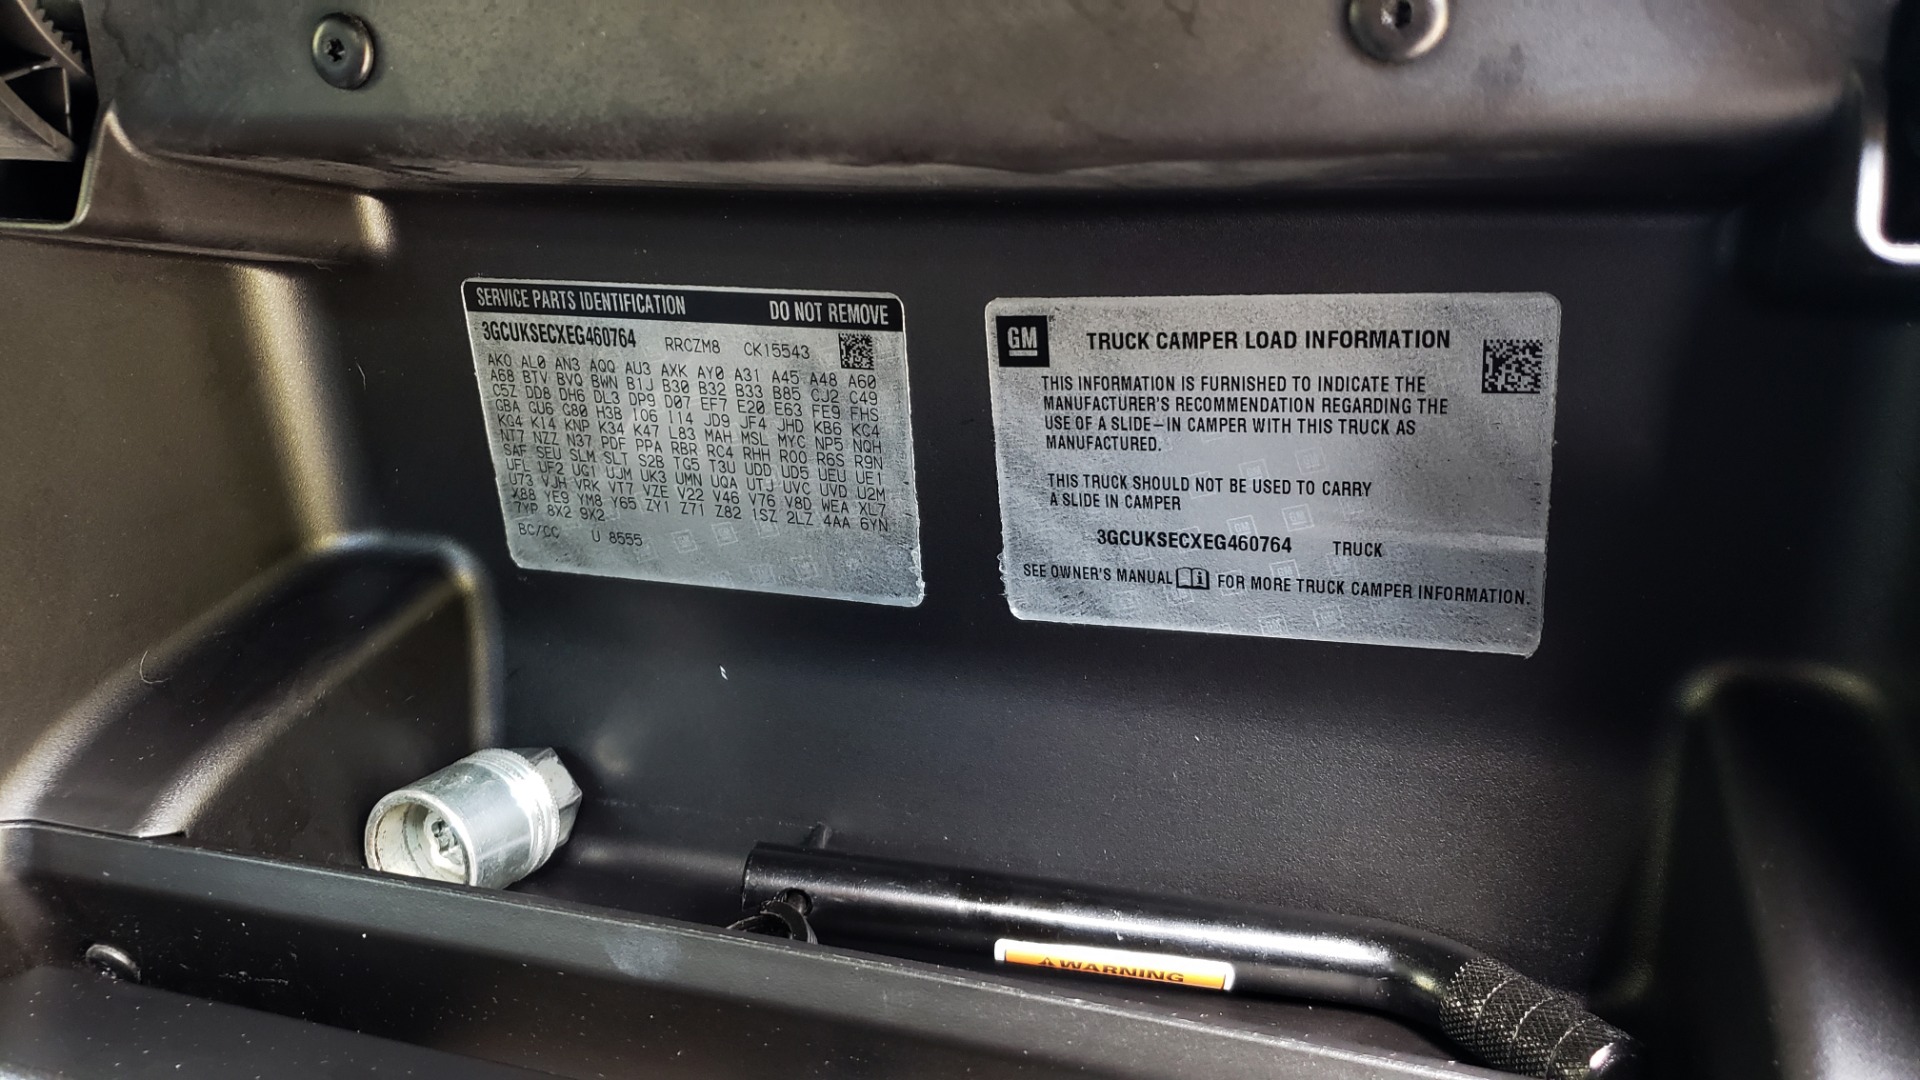 SERVICE PARTS IDENTIFICATION DO NOT REMOVE
3GCUKSECXEG460764 RRCZM8 CK15543
AKO AL0 AN3 AQQ AU3 AXK AY0 A31 A45 A48 A60
A68 BTV BVQ BWN B1J B30 B32 B33 B85 CJ2 C49
C5Z DD8 DH6 DL3 DP9 D07 EF7 E20 E63 FE9 FHS
GBA GU6 G80 H3B IO6 I14 JD9 JF4 JHD KB6 KC4
KG4 K14 KNP K34 K47 L83 MAH MSL MYC NP5 NQH
NT7 NZZ N37 PDF PPA RBR RC4 RHH ROO R6S R9N
SAF SEU SLM SLT S2B TG5 T3U UDD UD5 UEU UE1
UFL UF2 UG1 UJM UK3 UMN UQA UTJ UVC UVD U2M
U73 VJH VRK VT7 VZE V22 V46 V76 V8D WEA XL7
X88 YE9 YM8 Y65 ZY1 Z71 Z82 1SZ 2LZ 4AA 6YN
7YP 8X2 9X2
BC/CC U 8555
GM TRUCK CAMPER LOAD INFORMATION
THIS INFORMATION IS FURNISHED TO INDICATE THE
MANUFACTURER'S RECOMMENDATION REGARDING THE
USE OF A SLIDE-IN CAMPER WITH THIS TRUCK AS
MANUFACTURED.
THIS TRUCK SHOULD NOT BE USED TO CARRY
A SLIDE IN CAMPER
3GCUKSECXEG460764 TRUCK
SEE OWNER'S MANUAL FOR MORE TRUCK CAMPER INFORMATION.
WARNING